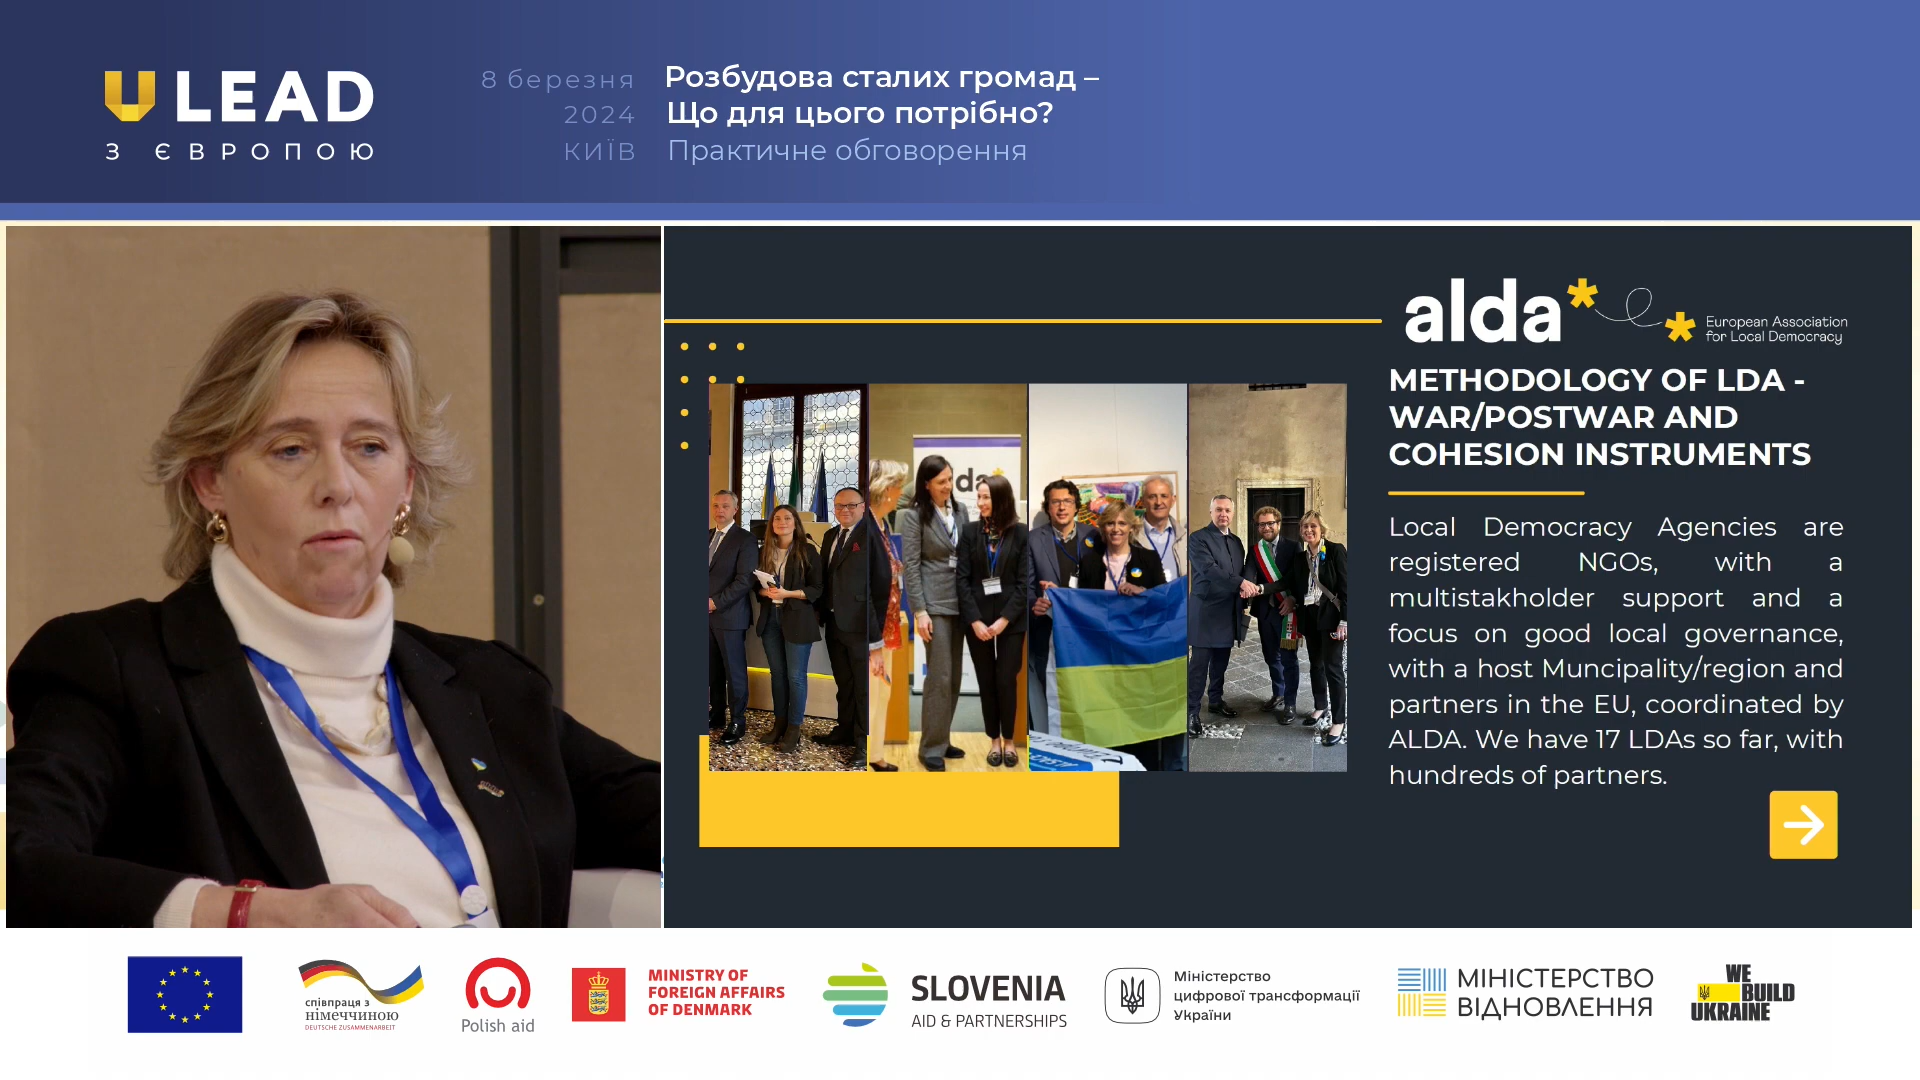 U LEAD
З ЄВРОПОЮ
8 березня
2024
КИЇВ
Розбудова сталих громад –
Що для цього потрібно?
Практичне обговорення
alda
European Association
for Local Democracy
METHODOLOGY OF LDA -
WAR/POSTWAR AND
COHESION INSTRUMENTS
Local Democracy Agencies are
registered NGOs, with a
multistakholder support and a
focus on good local governance,
with a host Muncipality/region and
partners in the EU, coordinated by
ALDA. We have 17 LDAs so far, with
hundreds of partners.
співпраця з
німеччиною
DEUTSCHE ZUSAMMENARBEIT
Polish aid
MINISTRY OF
FOREIGN AFFAIRS
OF DENMARK
SLOVENIA
AID & PARTNERSHIPS
Міністерство
цифрової трансформації
України
МІНІСТЕРСТВО
ВІДНОВЛЕННЯ
WE
BUILD
UKRAINE